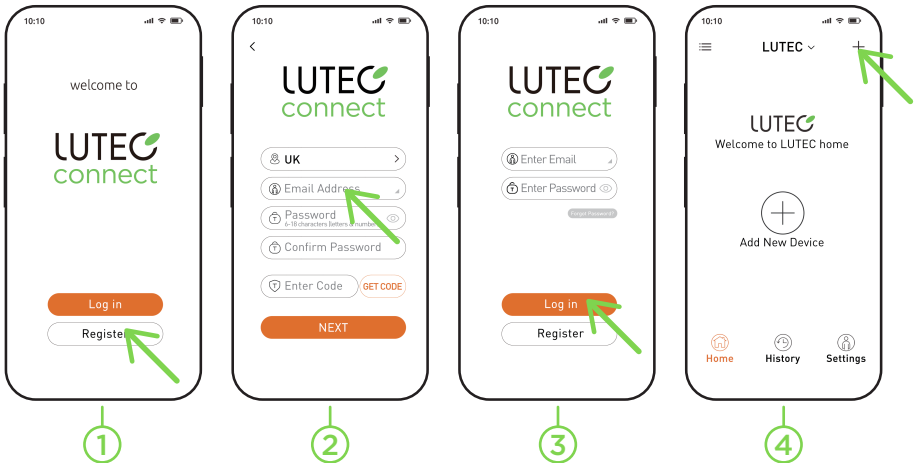 10:10
welcome to
LUTEC
connect
Log in
Register
1
10:10
LUTEC
connect
UK
Email Address
Password
6-18 characters (letters & number
Confirm Password
Enter Code
GET CODE
NEXT
2
10:10
LUTEC
connect
Enter Email
Enter Password
Forgot Password?
Log in
Register
3
10:10
LUTEC
LUTEC
Welcome to LUTEC home
Add New Device
Home History Settings
4